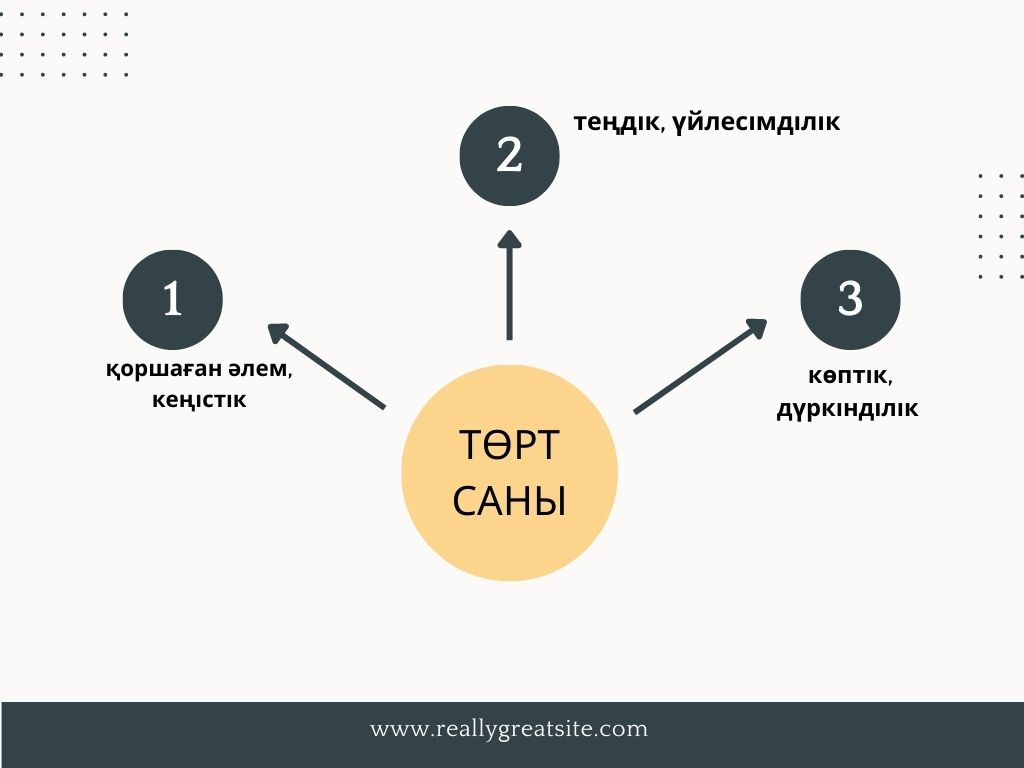 2
теңдік, үйлесімділік
1
қоршаған әлем,
кеңістік
3
көптік,
дүркінділік
ТӨРТ
САНЫ
www.reallygreatsite.com